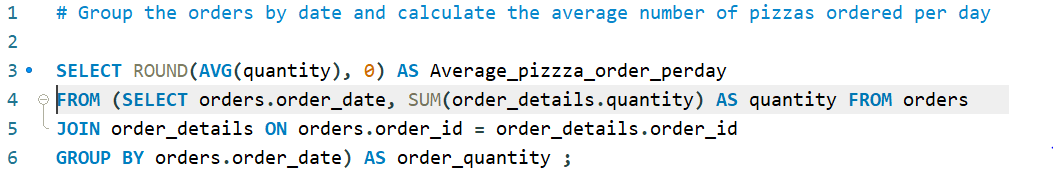 1 # Group the orders by date and calculate the average number of pizzas ordered per day
2
3 SELECT ROUND(AVG(quantity), 0) AS Average_pizzza_order_perday
4 FROM (SELECT orders.order_date, SUM(order_details.quantity) AS quantity FROM orders
5 JOIN order_details ON orders.order_id = order_details.order_id
6 GROUP BY orders.order_date) AS order_quantity ;